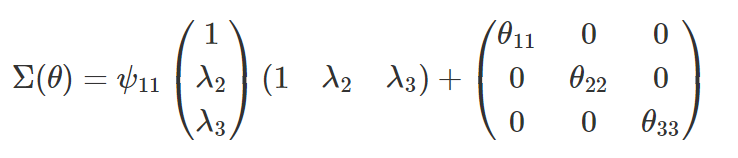 Σ(θ) = ψ₁₁ (1 λ₂ λ₃) (1 λ₂ λ₃) + (θ₁₁ 0 0 0 θ₂₂ 0 0 0 θ₃₃)